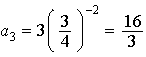 a₃ = 3(3/4)⁻² = 16/3